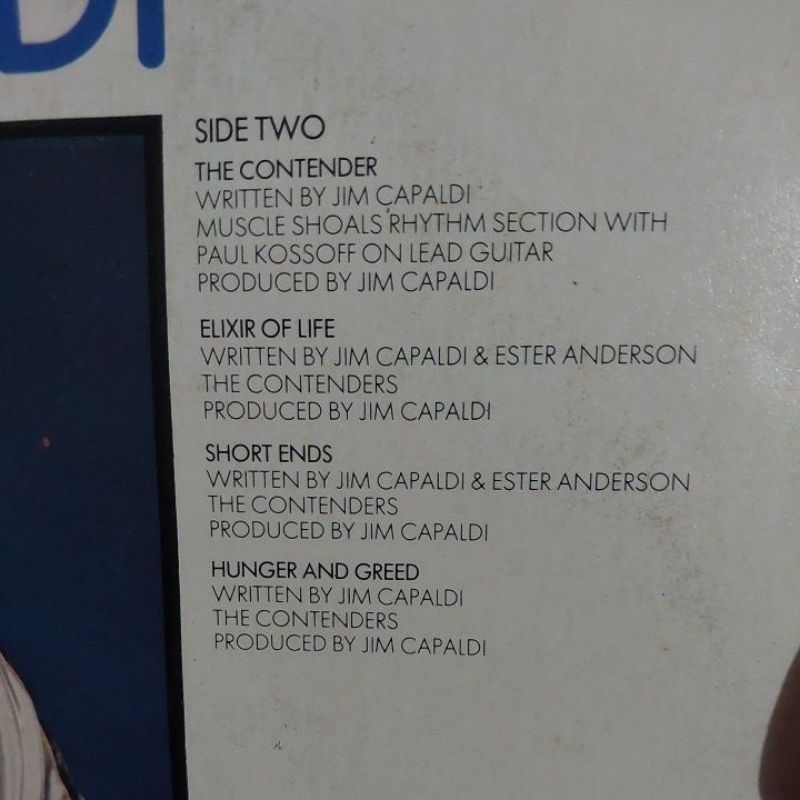 DI
SIDE TWO
THE CONTENDER
WRITTEN BY JIM CAPALDI
MUSCLE SHOALS RHYTHM SECTION WITH
PAUL KOSSOFF ON LEAD GUITAR
PRODUCED BY JIM CAPALDI
ELIXIR OF LIFE
WRITTEN BY JIM CAPALDI & ESTER ANDERSON
THE CONTENDERS
PRODUCED BY JIM CAPALDI
SHORT ENDS
WRITTEN BY JIM CAPALDI & ESTER ANDERSON
THE CONTENDERS
PRODUCED BY JIM CAPALDI
HUNGER AND GREED
WRITTEN BY JIM CAPALDI
THE CONTENDERS
PRODUCED BY JIM CAPALDI